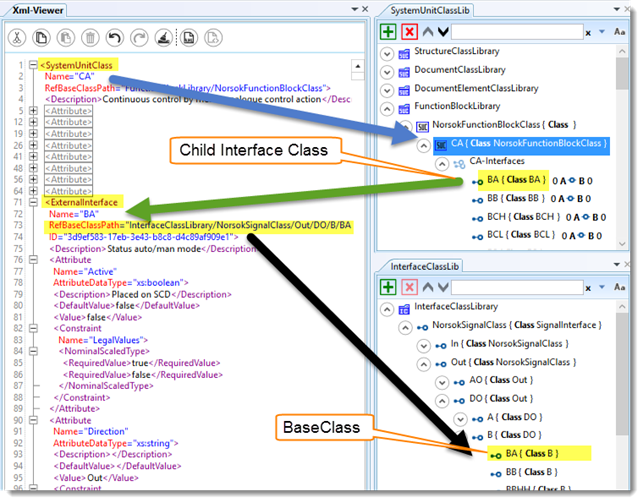 Xml-Viewer
1 <SystemUnitClass
2 Name="CA"
3 RefBaseClassPath="Library/NorsokFunctionBlockClass">
4 <Description>Continuous control by analogue control action</Desc
5 <Attribute>
16 <Attribute>
27 <Attribute>
38 <Attribute>
<Attribute>
<Attribute>
<Attribute>
64 <Attribute>
71 <ExternalInterface
72 Name="BA"
73 RefBaseClassPath="InterfaceClassLibrary/NorsokSignalClass/Out/DO/B/BA
74 ID="3d9ef583-17eb-3e43-b8c8-d4c89af909e1">
75 <Description>Status auto/man mode</Description>
76 <Attribute
77 Name="Active"
78 AttributeDataType="xs:boolean">
79 <Description>Placed on SCD</Description>
80 <DefaultValue>false</DefaultValue>
81 <Value>false</Value>
82 <Constraint
83 Name="LegalValues">
84 <NominalScaledType>
85 <RequiredValue>true</RequiredValue>
86 <RequiredValue>false</RequiredValue>
87 </NominalScaledType>
88 </Constraint>
89 </Attribute>
90 <Attribute
91 Name="Direction"
92 AttributeDataType="xs:string">
93 <Description></Description>
94 <DefaultValue></DefaultValue>
95 <Value>Out</Value>
96 <Constraint
Child Interface Class
BaseClass
SystemUnitClassLib
x Aa
StructureClassLibrary
DocumentClassLibrary
DocumentElementClassLibrary
FunctionBlockLibrary
SUC NorsokFunctionBlock { Class }
SUC CA { Class NorsokFunctionBlockClass }
CA-Interfaces
BA { Class BA } 0 A B 0
BB { Class BB } 0 A B 0
BCH { Class BCH } 0 A B 0
BCL { Class BCL } 0 A B 0
InterfaceClassLib
x Aa
InterfaceClassLibrary
NorsokSignalClass { Class SignalInterface }
In { Class NorsokSignalClass }
Out { Class NorsokSignalClass }
AO { Class Out }
DO { Class Out }
A { Class DO }
B { Class DO }
BA { Class B }
BB { Class B }
BBHH { Class B }